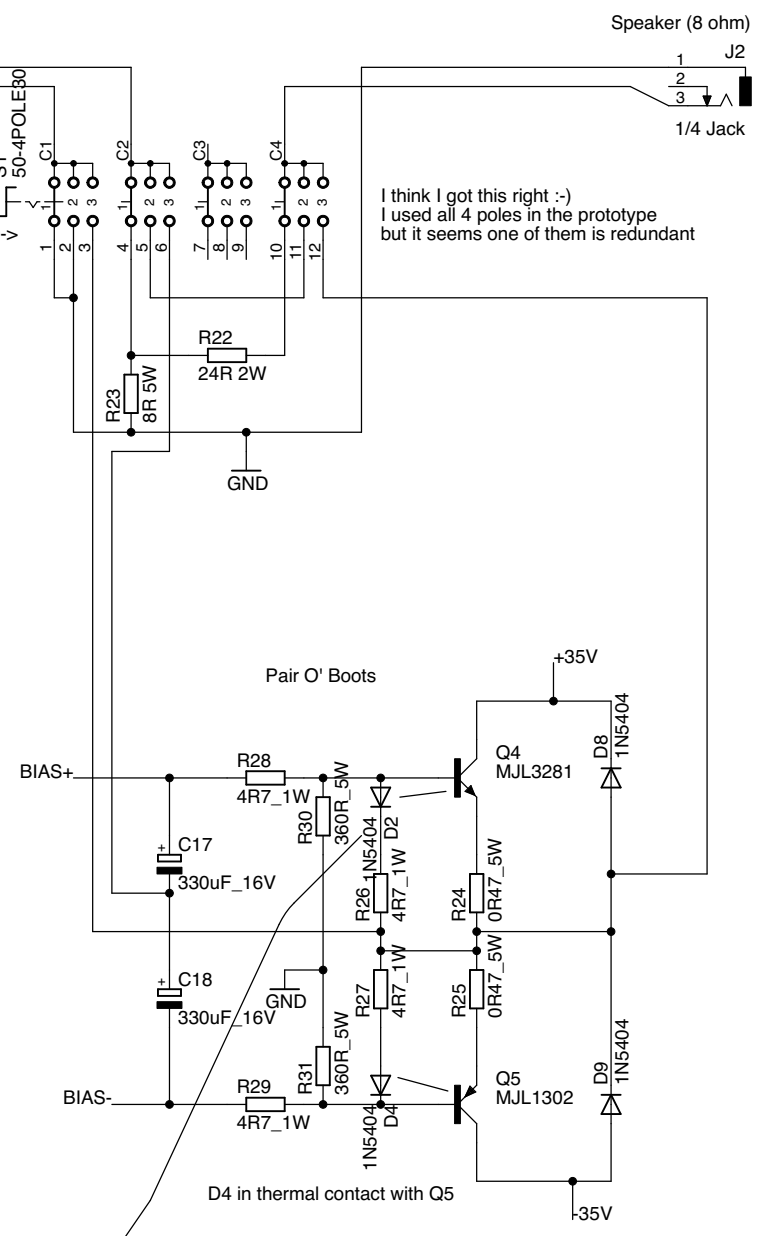 Speaker (8 ohm)
J2
1
2
3
1/4 Jack
50-4POLE30
C1
C2
C3
C4
1 2 3
1 2 3
1 2 3
1 2 3
1 2 3 4 5 6 7 8 9 10 11 12
I think I got this right :-)
I used all 4 poles in the prototype
but it seems one of them is redundant
R22
24R 2W
R23
8R 5W
GND
Pair O' Boots
+35V
BIAS+
R28
4R7_1W
R30
360R_5W
1N5404
D2
Q4
MJL3281
D8
1N5404
C17
330uF_16V
R26
4R7_1W
R24
0R47_5W
C18
330uF_16V
GND
R27
4R7_1W
R25
0R47_5W
BIAS-
R29
4R7_1W
R31
360R_5W
1N5404
D4
Q5
MJL1302
D9
1N5404
D4 in thermal contact with Q5
-35V